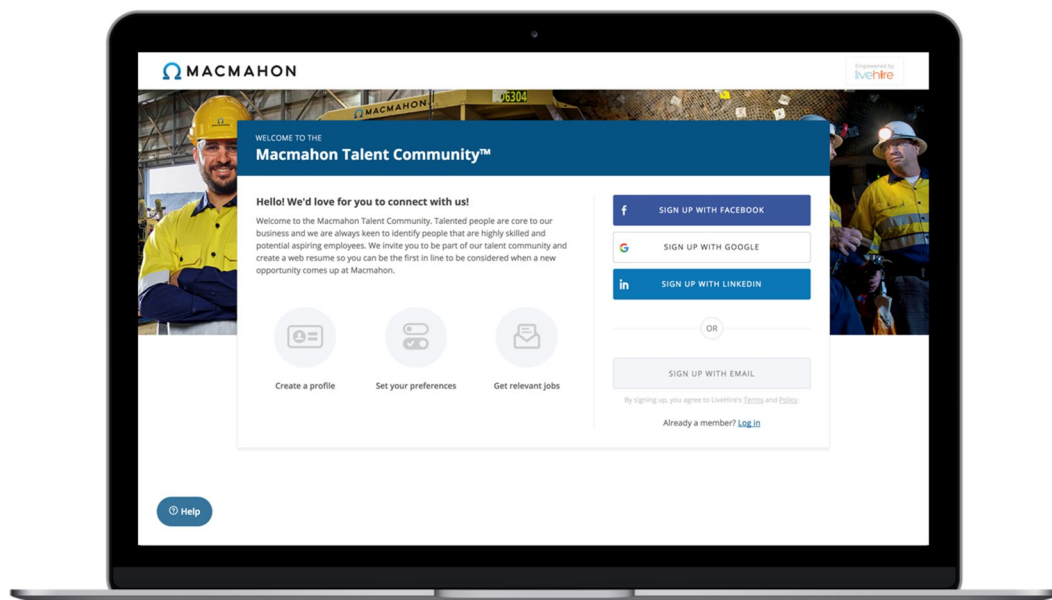 MACMAHON
Empowered by
livehire
MACMAHON
06304
WELCOME TO THE
Macmahon Talent Community™
Hello! We'd love for you to connect with us!
Welcome to the Macmahon Talent Community. Talented people are core to our
business and we are always keen to identify people that are highly skilled and
potential aspiring employees. We invite you to be part of our talent community and
create a web resume so you can be the first in line to be considered when a new
opportunity comes up at Macmahon.
Create a profile
Set your preferences
Get relevant jobs
f SIGN UP WITH FACEBOOK
G SIGN UP WITH GOOGLE
in SIGN UP WITH LINKEDIN
OR
SIGN UP WITH EMAIL
By signing up, you agree to LiveHire's Terms and Policy.
Already a member? Log in
? Help